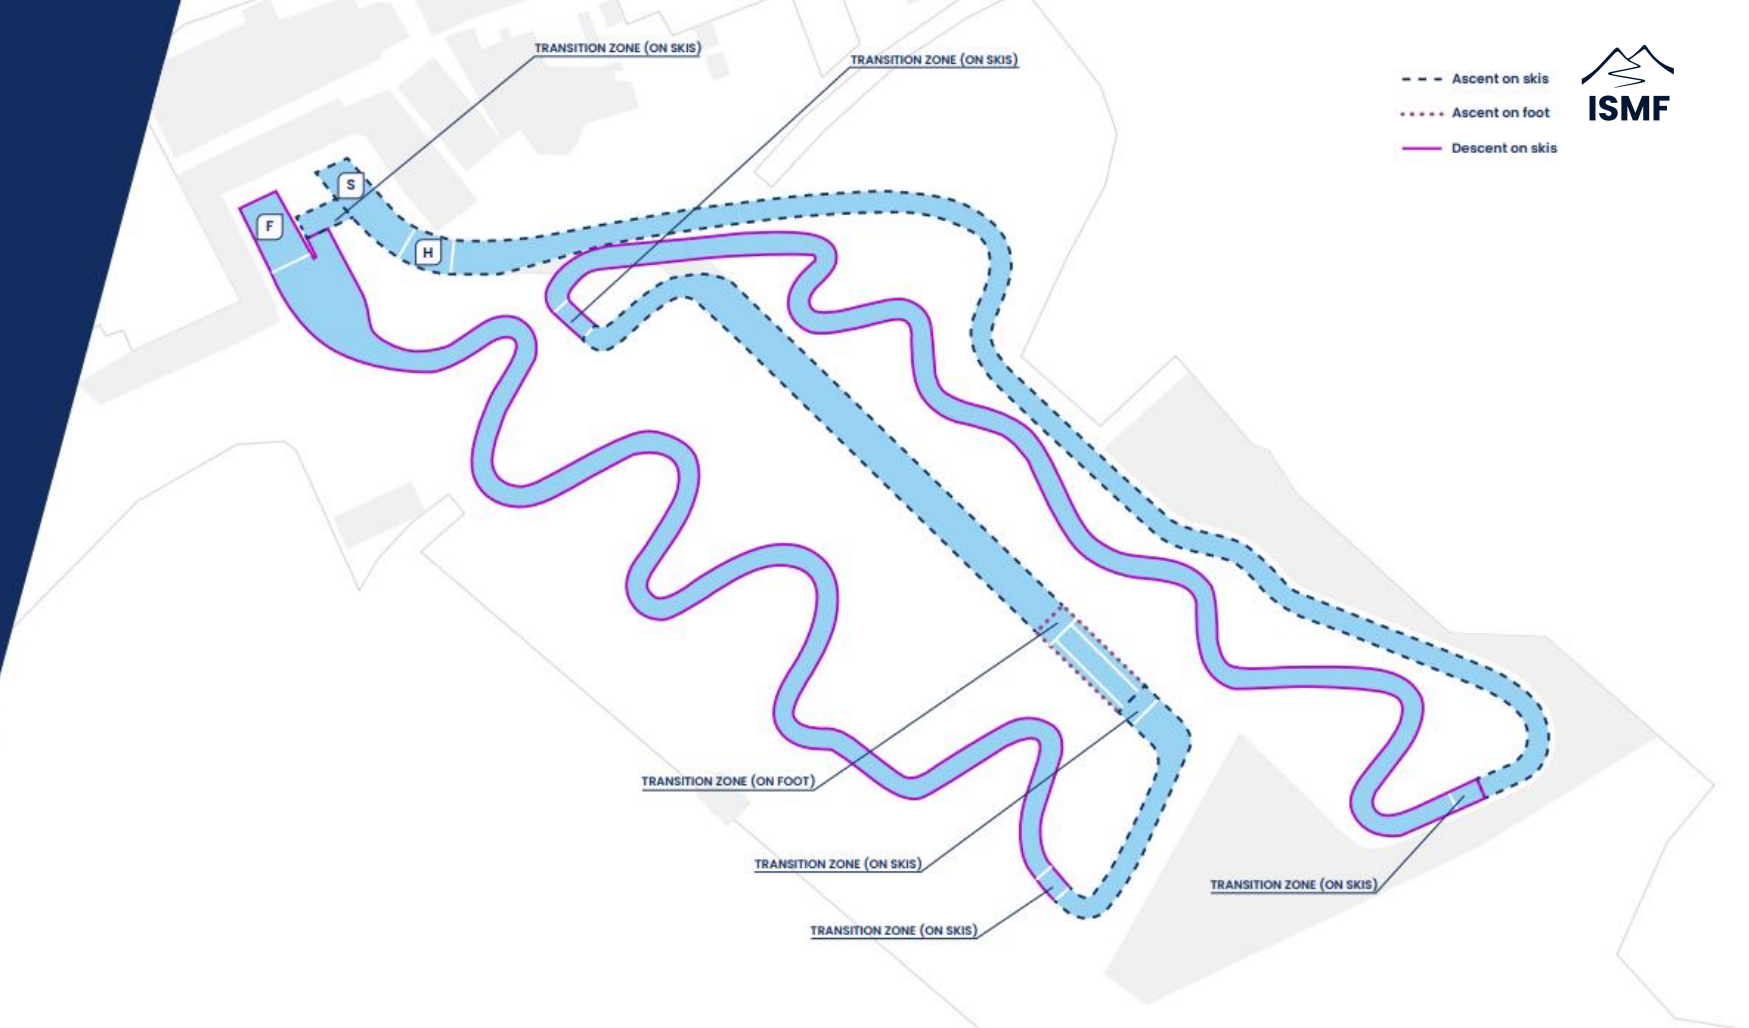 TRANSITION ZONE (ON SKIS)
TRANSITION ZONE (ON SKIS)
Ascent on skis
Ascent on foot
Descent on skis
ISMF
S
F
H
TRANSITION ZONE (ON FOOT)
TRANSITION ZONE (ON SKIS)
TRANSITION ZONE (ON SKIS)
TRANSITION ZONE (ON SKIS)